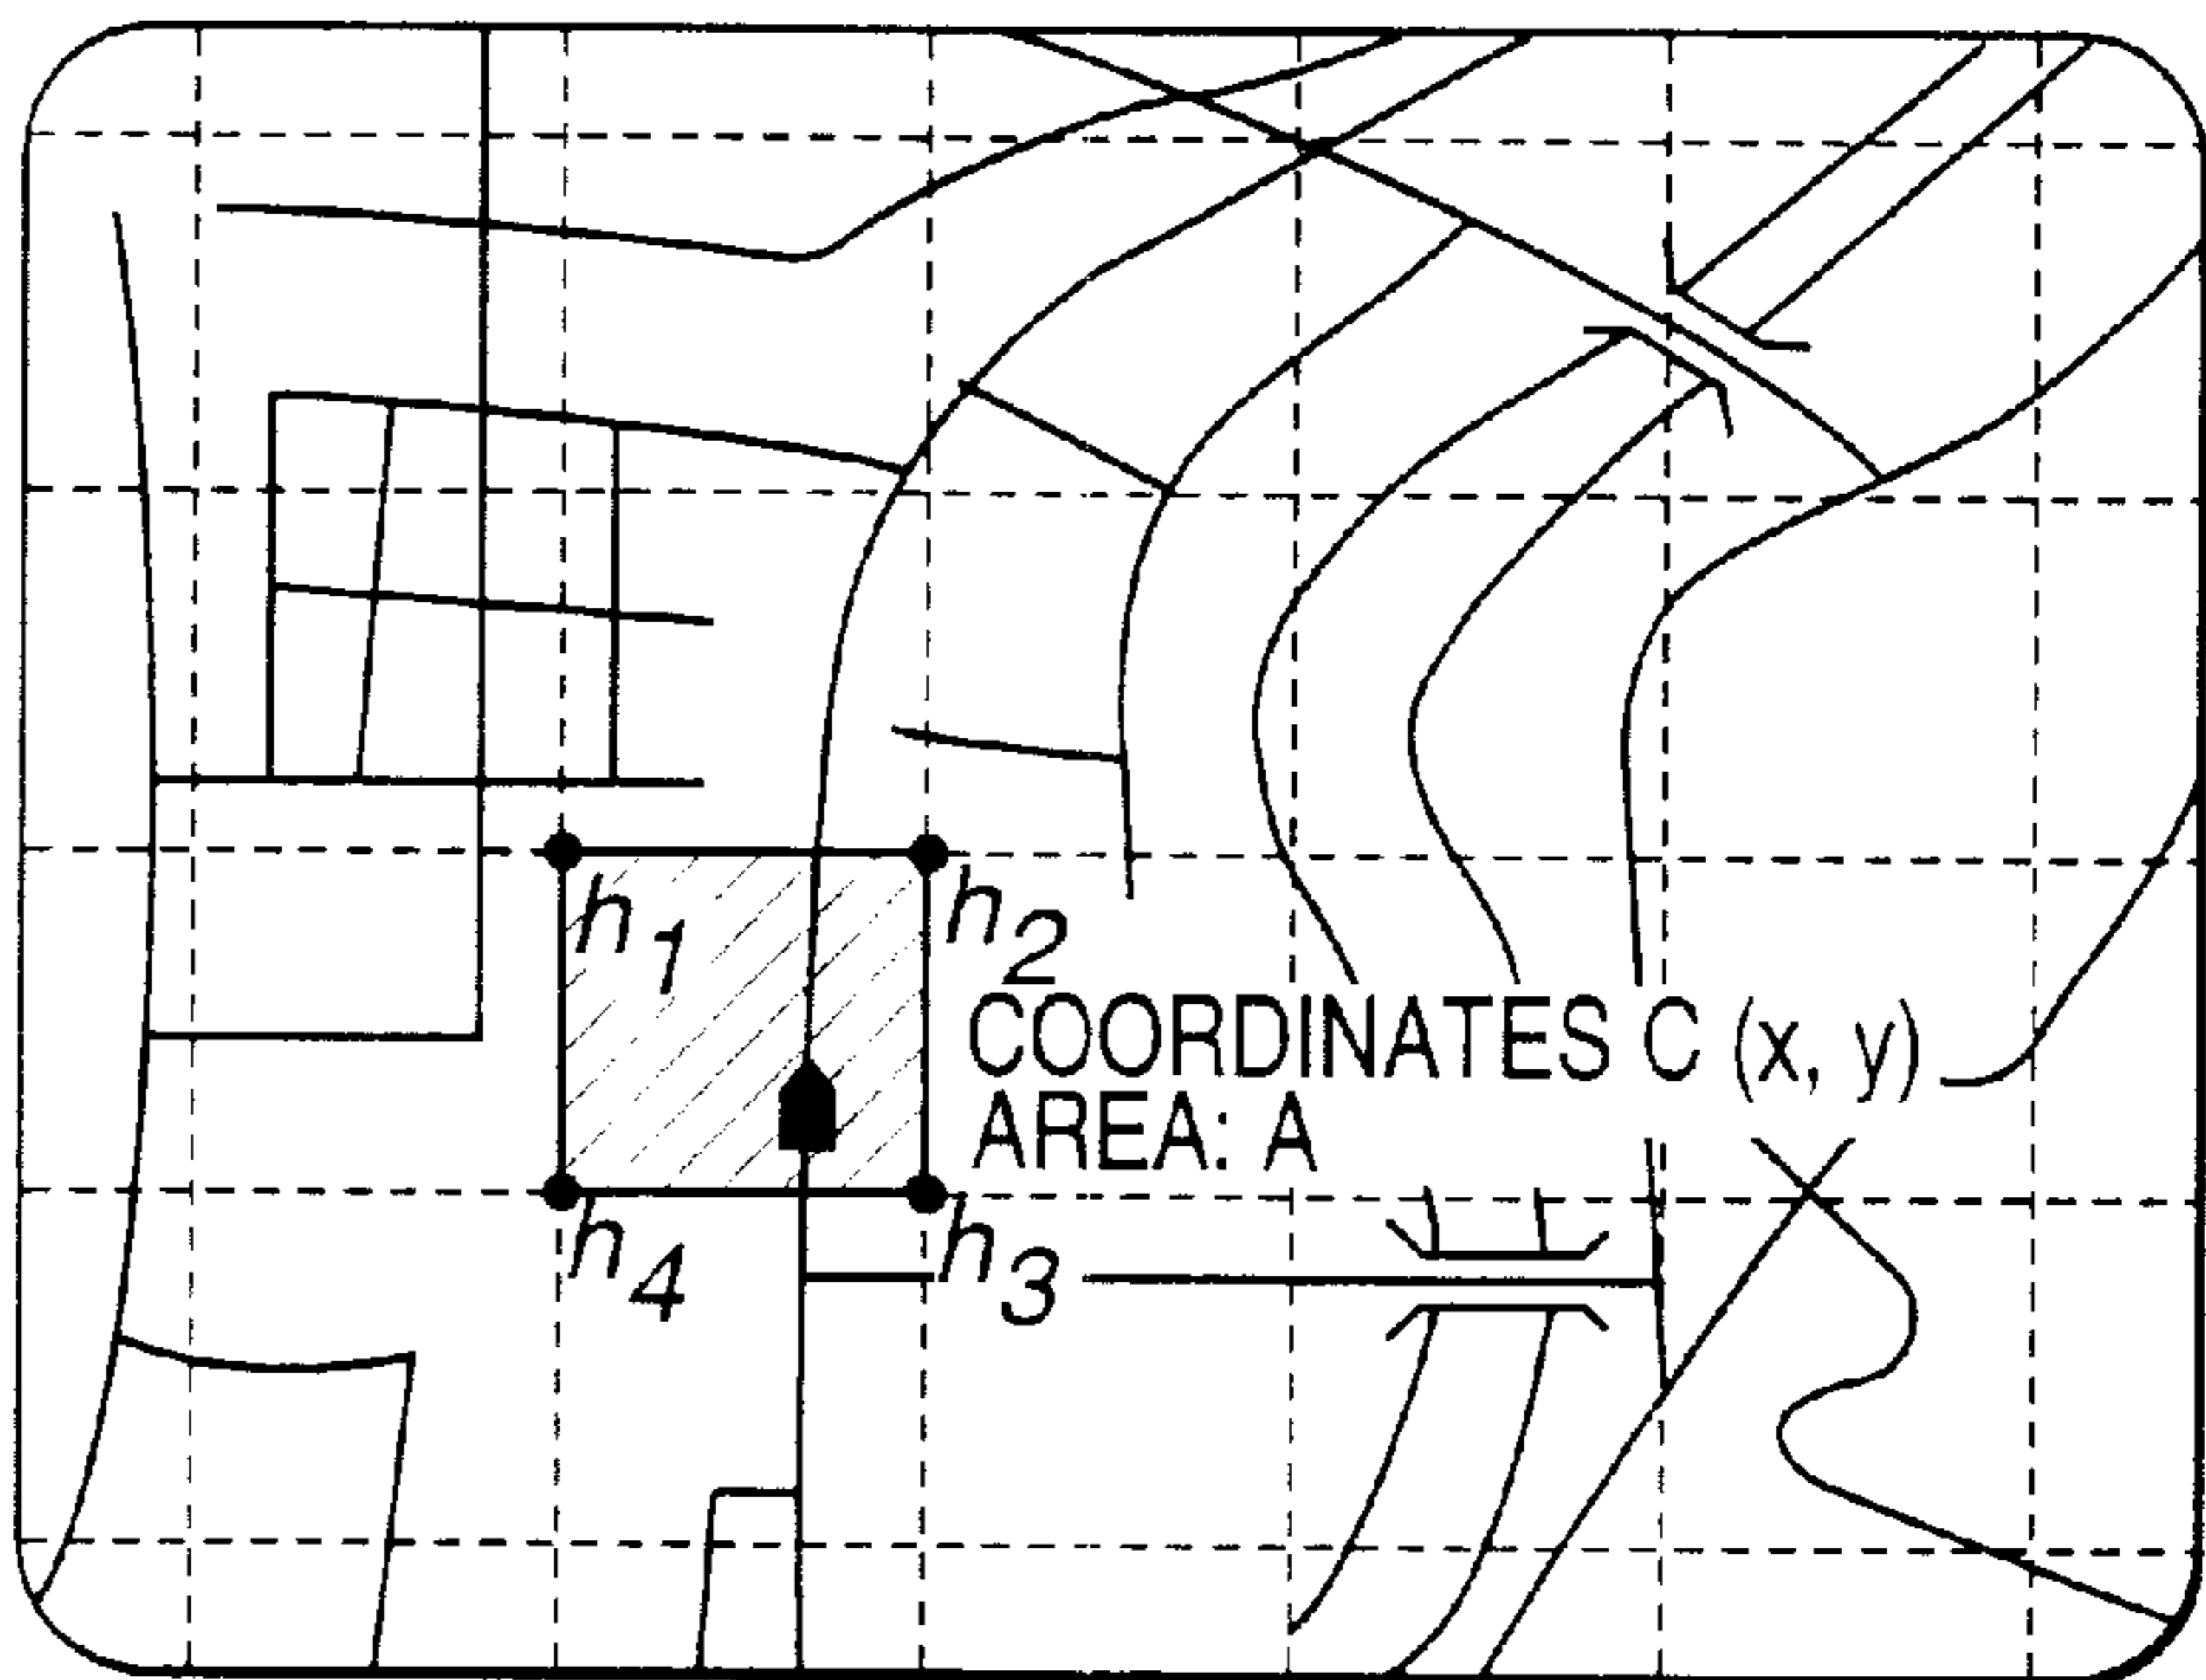 h1
h2
COORDINATES C (x, y)
AREA: A
h4
h3